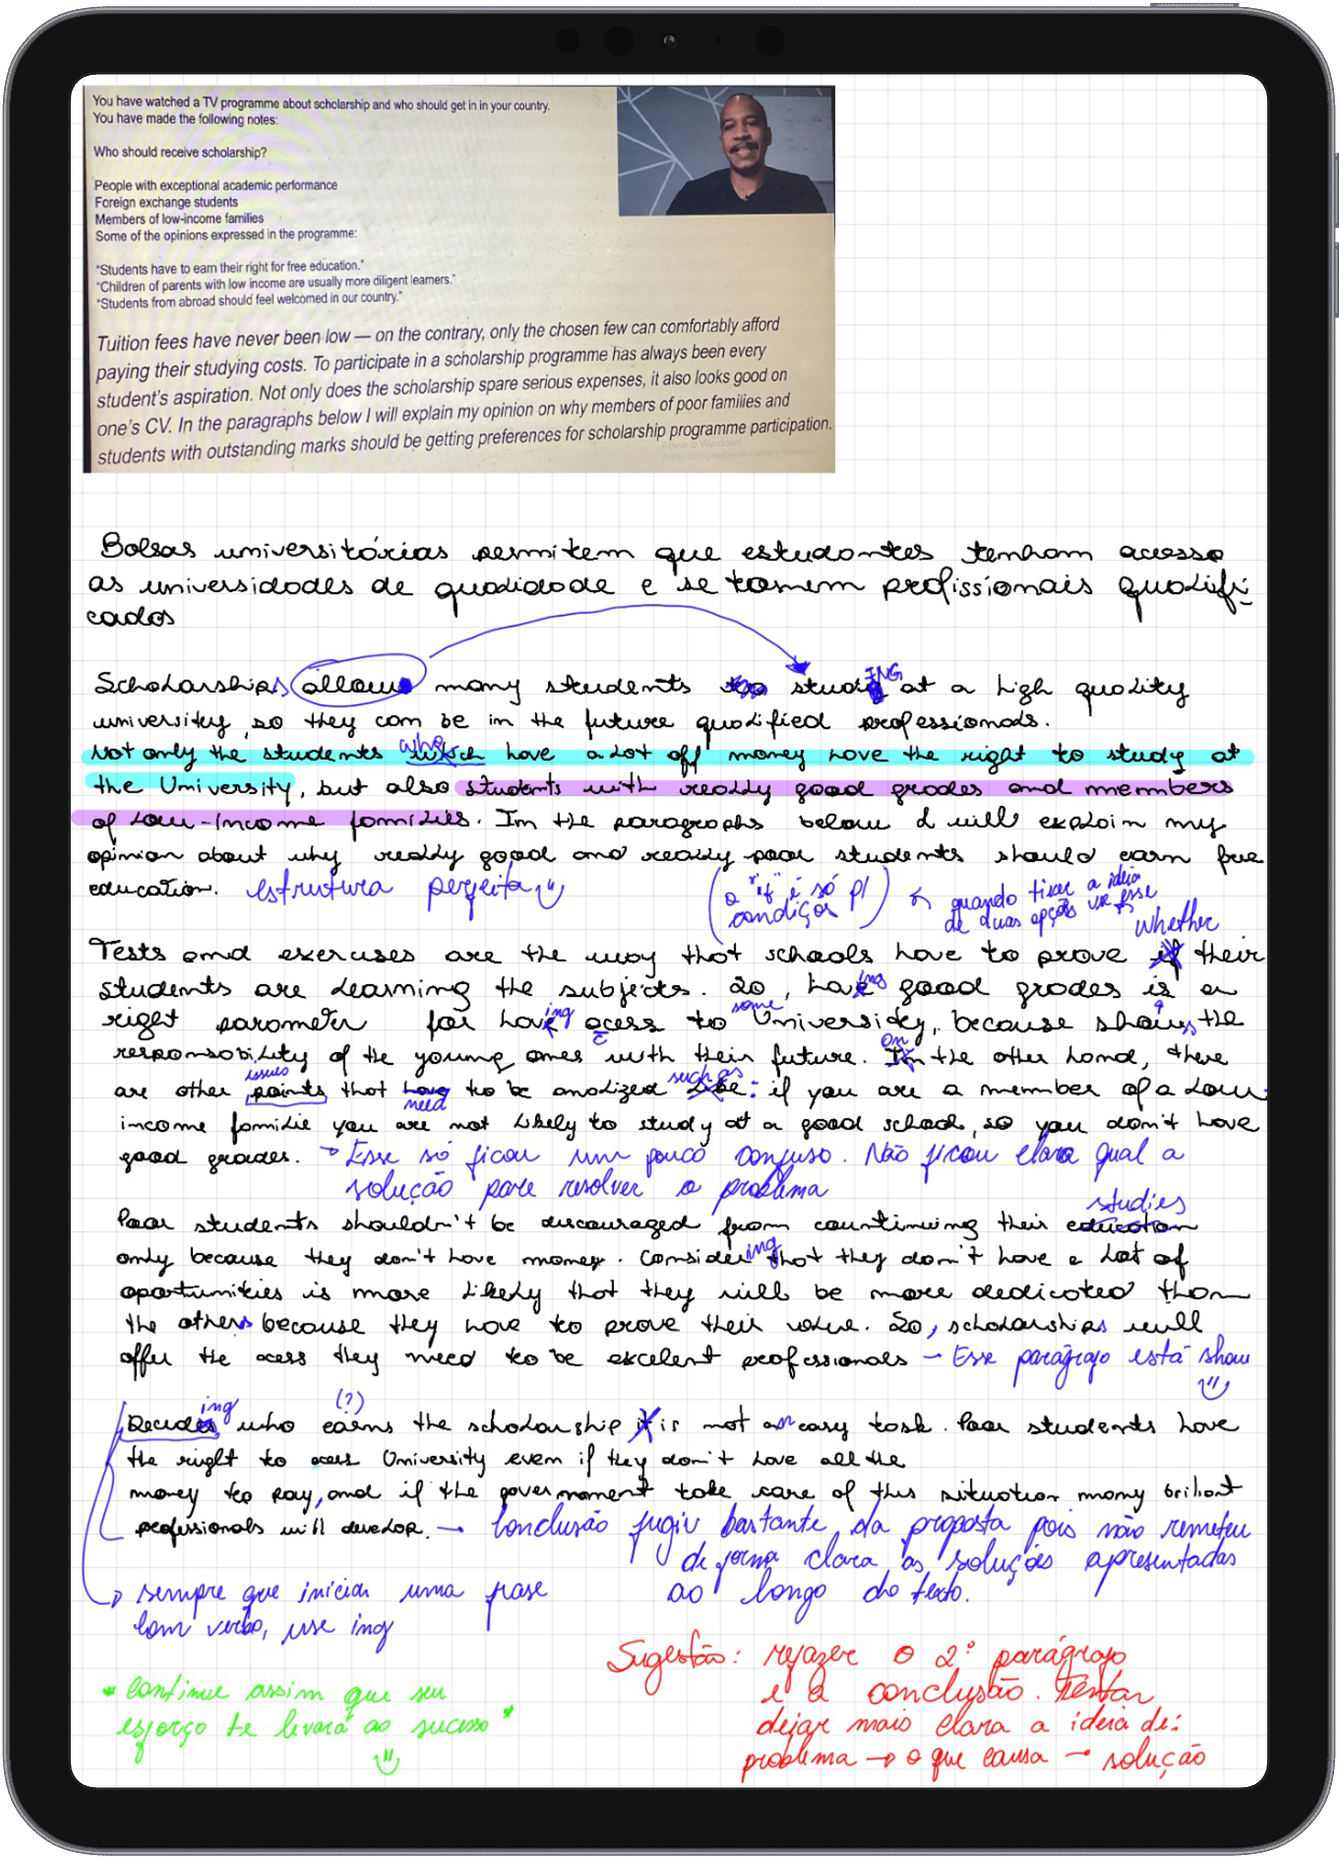 You have watched a TV programme about scholarship and who should get in in your country.
You have made the following notes:
Who should receive scholarship?
People with exceptional academic performance
Foreign exchange students
Members of low-income families
Some of the opinions expressed in the programme:
"Students have to earn their right for free education."
"Children of parents with low income are usually more diligent learners."
"Students from abroad should feel welcomed in our country."
Tuition fees have never been low — on the contrary, only the chosen few can comfortably afford
paying their studying costs. To participate in a scholarship programme has always been every
student's aspiration. Not only does the scholarship spare serious expenses, it also looks good on
one's CV. In the paragraphs below I will explain my opinion on why members of poor families and
students with outstanding marks should be getting preferences for scholarship programme participation.
Bolsas universitárias permitem que estudantes tenham acesso
as universidades de qualidade e se tornem profissionais qualifi-
cados
Scholarships allow many students to study at a high quality
ING
university, so they can be in the future qualified professionals.
Not only the students which have a lot off money have the right to study at
who
the University, but also students with really good grades and members
of low-income families. In the paragraphs below I will explain my
opinion about why really good and really poor students should earn free
education. estrutura perfeita
(o "if" é só p/
condições)
quando tiver a ideia
de duas opções use esse
whether
Tests and exercises are the way that schools have to prove if their
students are learning the subjects. So, have good grades is a
ing
right parameter for have acess to University, because shows the
ing
c
some
responsobility of the young ones with their future. In the other hand, there
on
are other points that have to be analized like: if you are a member of a low-
issues
need
such as
income familie you are not likely to study at a good school, so you don't have
good grades. → Esse só ficou um pouco confuso. Não ficou claro qual a
solução para resolver o problema
Poor students shouldn't be discouraged from countinuing their education
studies
only because they don't have money. Consider that they don't have a lot of
ing
oportunities is more likely that they will be more dedicated than
the others because they have to prove their value. So, scholarships will
offer the acess they need to be excelent professionals – Esse parágrafo está show
Decides who earns the scholarship it is not an easy task. Poor students have
ing
(?)
the right to acess University even if they don't have all the
money to pay, and if the governament take care of this situation many briliant
professionals will develop. → Conclusão fugiu bastante da proposta pois não remeteu
de forma clara as soluções apresentadas
ao longo do texto.
→ sempre que iniciar uma frase
com verbo, use ing
Sugestão: refazer o 2º parágrafo
e a conclusão. Tentar
deixar mais clara a ideia de:
problema → o que causa → solução
* continue assim que seu
esforço te levará ao sucesso *